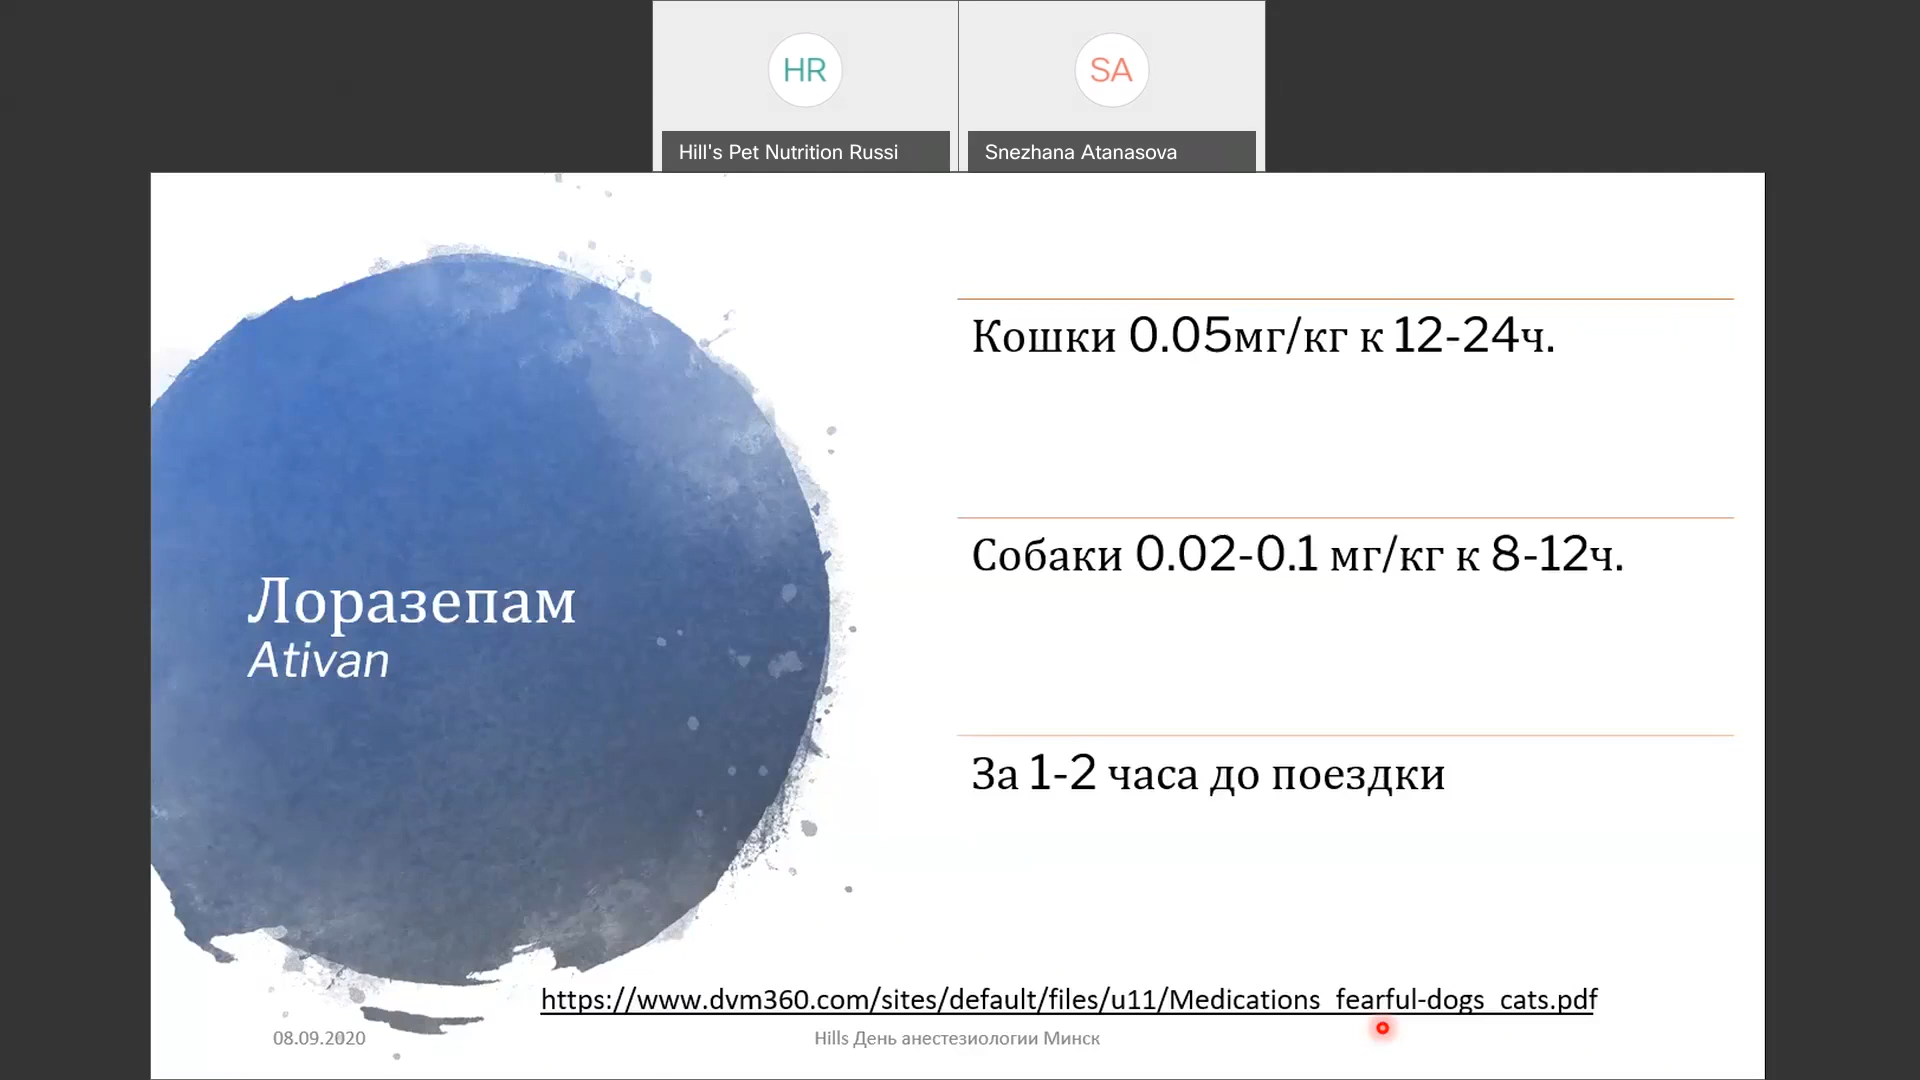 HR
SA
Hill's Pet Nutrition Russi
Snezhana Atanasova
Кошки 0.05мг/кг к 12-24ч.
Собаки 0.02-0.1 мг/кг к 8-12ч.
Лоразепам
Ativan
За 1-2 часа до поездки
https://www.dvm360.com/sites/default/files/u11/Medications_fearful-dogs_cats.pdf
08.09.2020
Hills День анестезиологии Минск